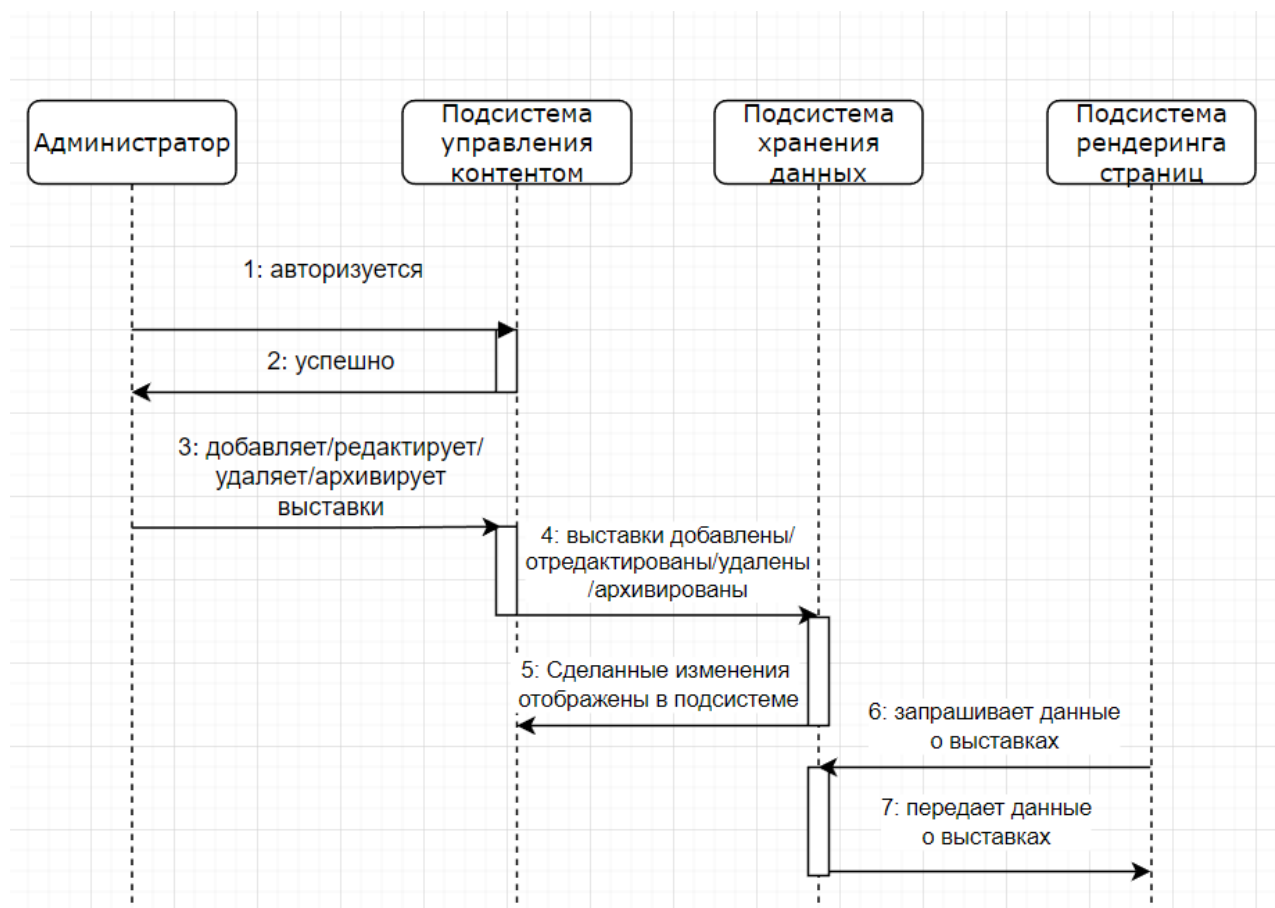 Администратор
Подсистема
управления
контентом
Подсистема
хранения
данных
Подсистема
рендеринга
страниц
1: авторизуется
2: успешно
3: добавляет/редактирует/
удаляет/архивирует
выставки
4: выставки добавлены/
отредактированы/удалены
/архивированы
5: Сделанные изменения
отображены в подсистеме
6: запрашивает данные
о выставках
7: передает данные
о выставках